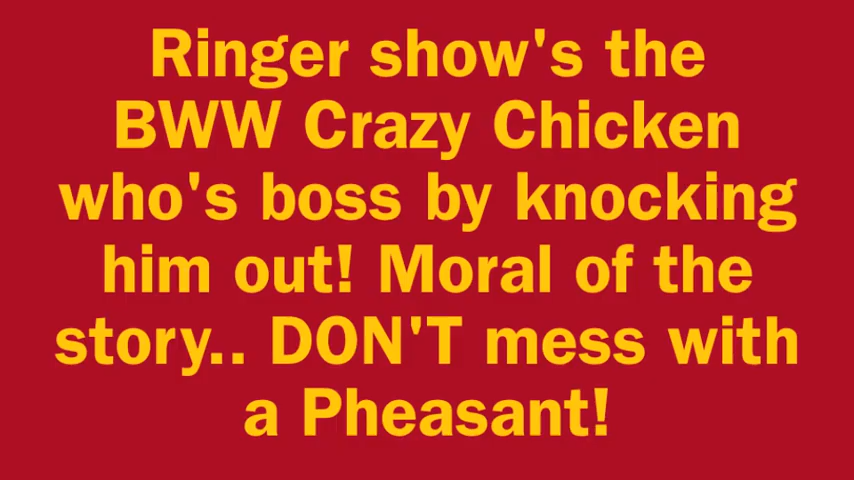 Ringer show's the
BWW Crazy Chicken
who's boss by knocking
him out! Moral of the
story.. DON'T mess with
a Pheasant!